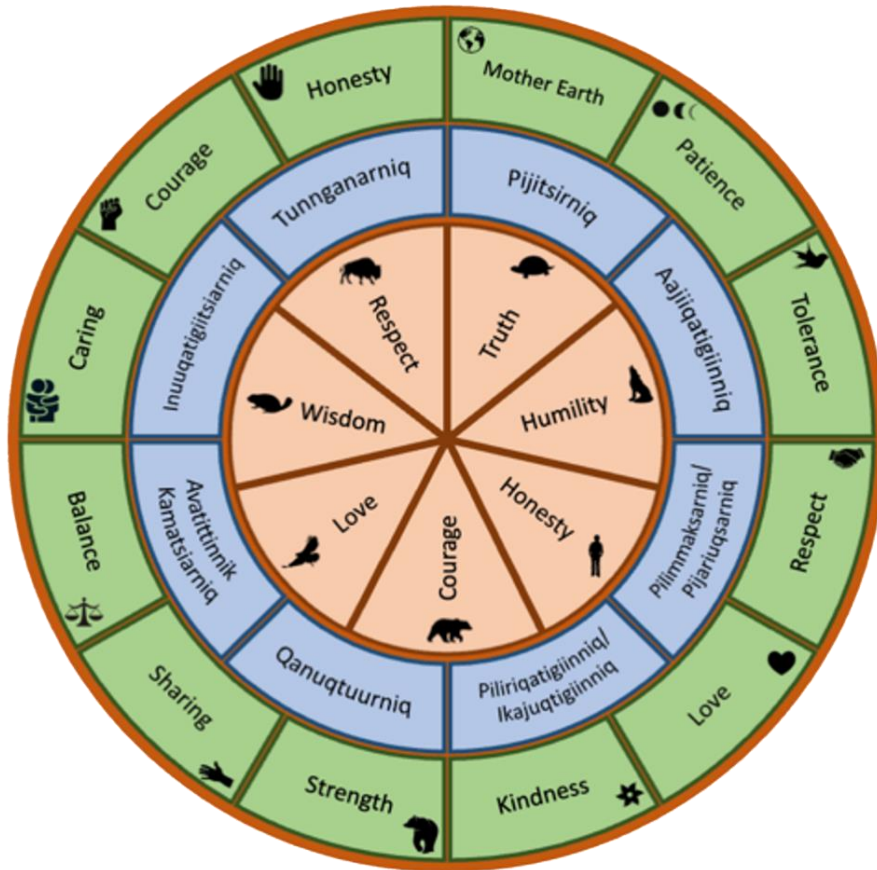 Mother Earth
Patience
Tolerance
Respect
Love
Kindness
Strength
Sharing
Balance
Caring
Courage
Honesty
Pijitsirniq
Aajiiqatigiinniq
Pilimmaksarniq/
Pijariuqsarniq
Piliriqatigiinniq/
Ikajuqtigiinniq
Qanuqtuurniq
Avatittinnik
Kamatsiarniq
Inuuqatigiitsiarniq
Tunnganarniq
Truth
Humility
Honesty
Courage
Love
Wisdom
Respect